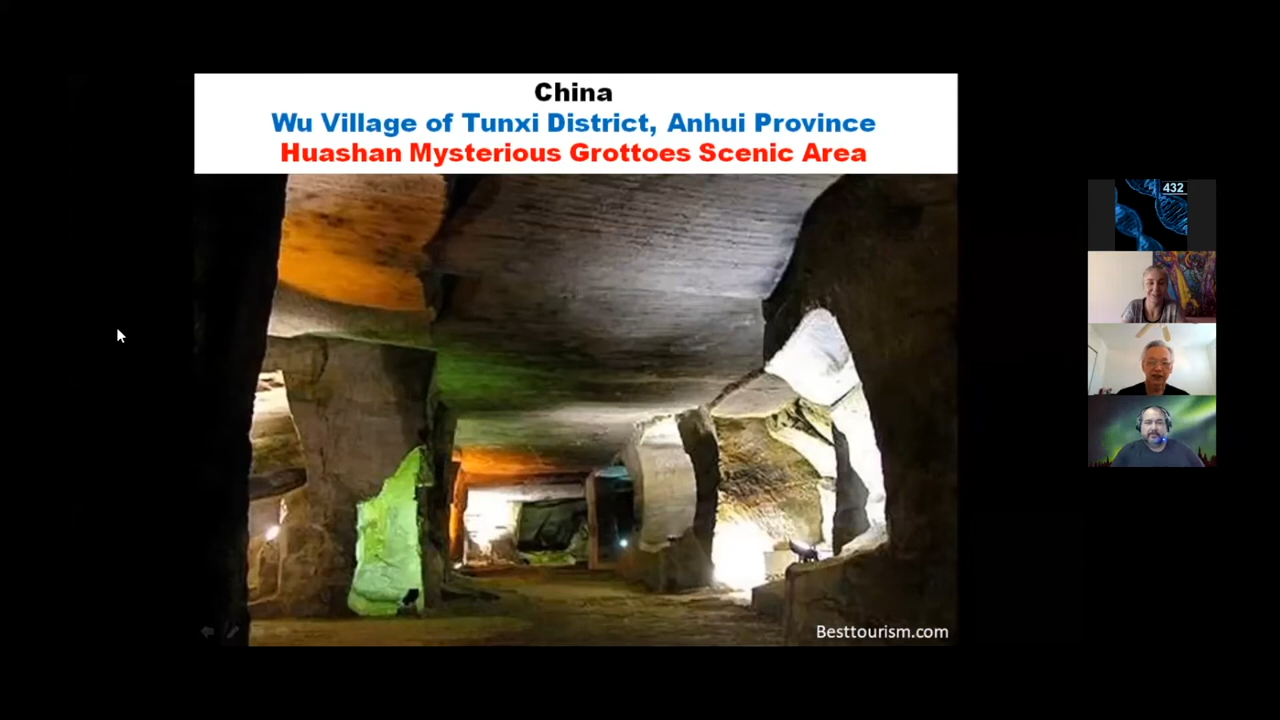 China
Wu Village of Tunxi District, Anhui Province
Huashan Mysterious Grottoes Scenic Area
432
Besttourism.com